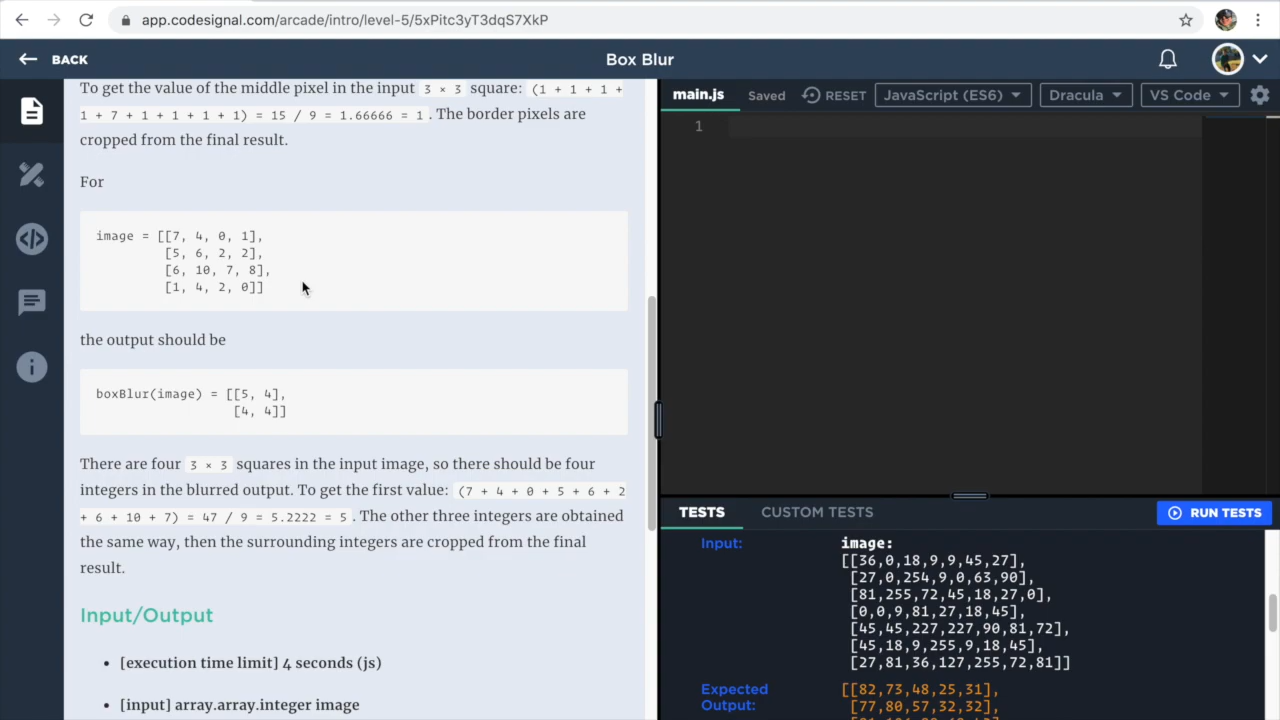 app.codesignal.com/arcade/intro/level-5/5xPitc3yT3dqS7XkP
BACK
Box Blur
To get the value of the middle pixel in the input 3 × 3 square: (1 + 1 + 1 +
1 + 7 + 1 + 1 + 1 + 1) = 15 / 9 = 1.66666 = 1. The border pixels are
cropped from the final result.
For
image = [[7, 4, 0, 1],
[5, 6, 2, 2],
[6, 10, 7, 8],
[1, 4, 2, 0]]
the output should be
boxBlur(image) = [[5, 4],
[4, 4]]
There are four 3 × 3 squares in the input image, so there should be four
integers in the blurred output. To get the first value: (7 + 4 + 0 + 5 + 6 + 2
+ 6 + 10 + 7) = 47 / 9 = 5.2222 = 5. The other three integers are obtained
the same way, then the surrounding integers are cropped from the final
result.
Input/Output
• [execution time limit] 4 seconds (js)
• [input] array.array.integer image
main.js Saved RESET JavaScript (ES6) Dracula VS Code
1
TESTS CUSTOM TESTS RUN TESTS
Input: image:
[[36,0,18,9,9,45,27],
[27,0,254,9,0,63,90],
[81,255,72,45,18,27,0],
[0,0,9,81,27,18,45],
[45,45,227,227,90,81,72],
[45,18,9,255,9,18,45],
[27,81,36,127,255,72,81]]
Expected [[82,73,48,25,31],
Output: [77,80,57,32,32],